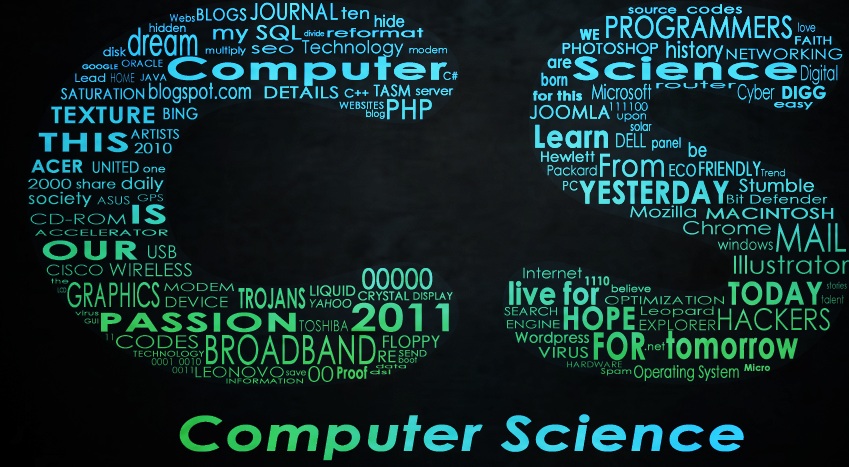 Webs BLOGS JOURNAL ten hide
hidden my SQL divide reformat
disk dream multiply seo Technology modem
GOOGLE ORACLE Computer C#
Lead HOME JAVA
SATURATION blogspot.com DETAILS C++ TASM server
WEBSITES PHP
blog
TEXTURE BING
THIS ARTISTS
2010
ACER UNITED one
2000 share daily
society ASUS GPS
CD-ROM IS
ACCELERATOR
OUR USB
CISCO WIRELESS
the 00000
LCD GRAPHICS MODEM LIQUID CRYSTAL DISPLAY
DEVICE TROJANS YAHOO
virus PASSION TOSHIBA 2011
GUI
11 CODES BROADBAND FLOPPY
TECHNOLOGY RE SEND
0001 0010 boot
0011 LEONOVO save OO Proof dsl data
INFORMATION
source codes
WE PROGRAMMERS love
FAITH
PHOTOSHOP history NETWORKING
are Science Digital
born router
for this Microsoft Cyber DIGG
easy
JOOMLA 111100
upon
solar
Learn DELL panel be
Hewlett From ECO FRIENDLY Trend
Packard
PC YESTERDAY Stumble
Bit Defender
Mozilla MACINTOSH
Chrome MAIL
windows
Illustrator
Internet 1110 believe stories
live for OPTIMIZATION TODAY talent
SEARCH HOPE Leopard HACKERS
ENGINE EXPLORER
Wordpress FOR .net tomorrow
VIRUS
HARDWARE
Spam Operating System Micro
Computer Science